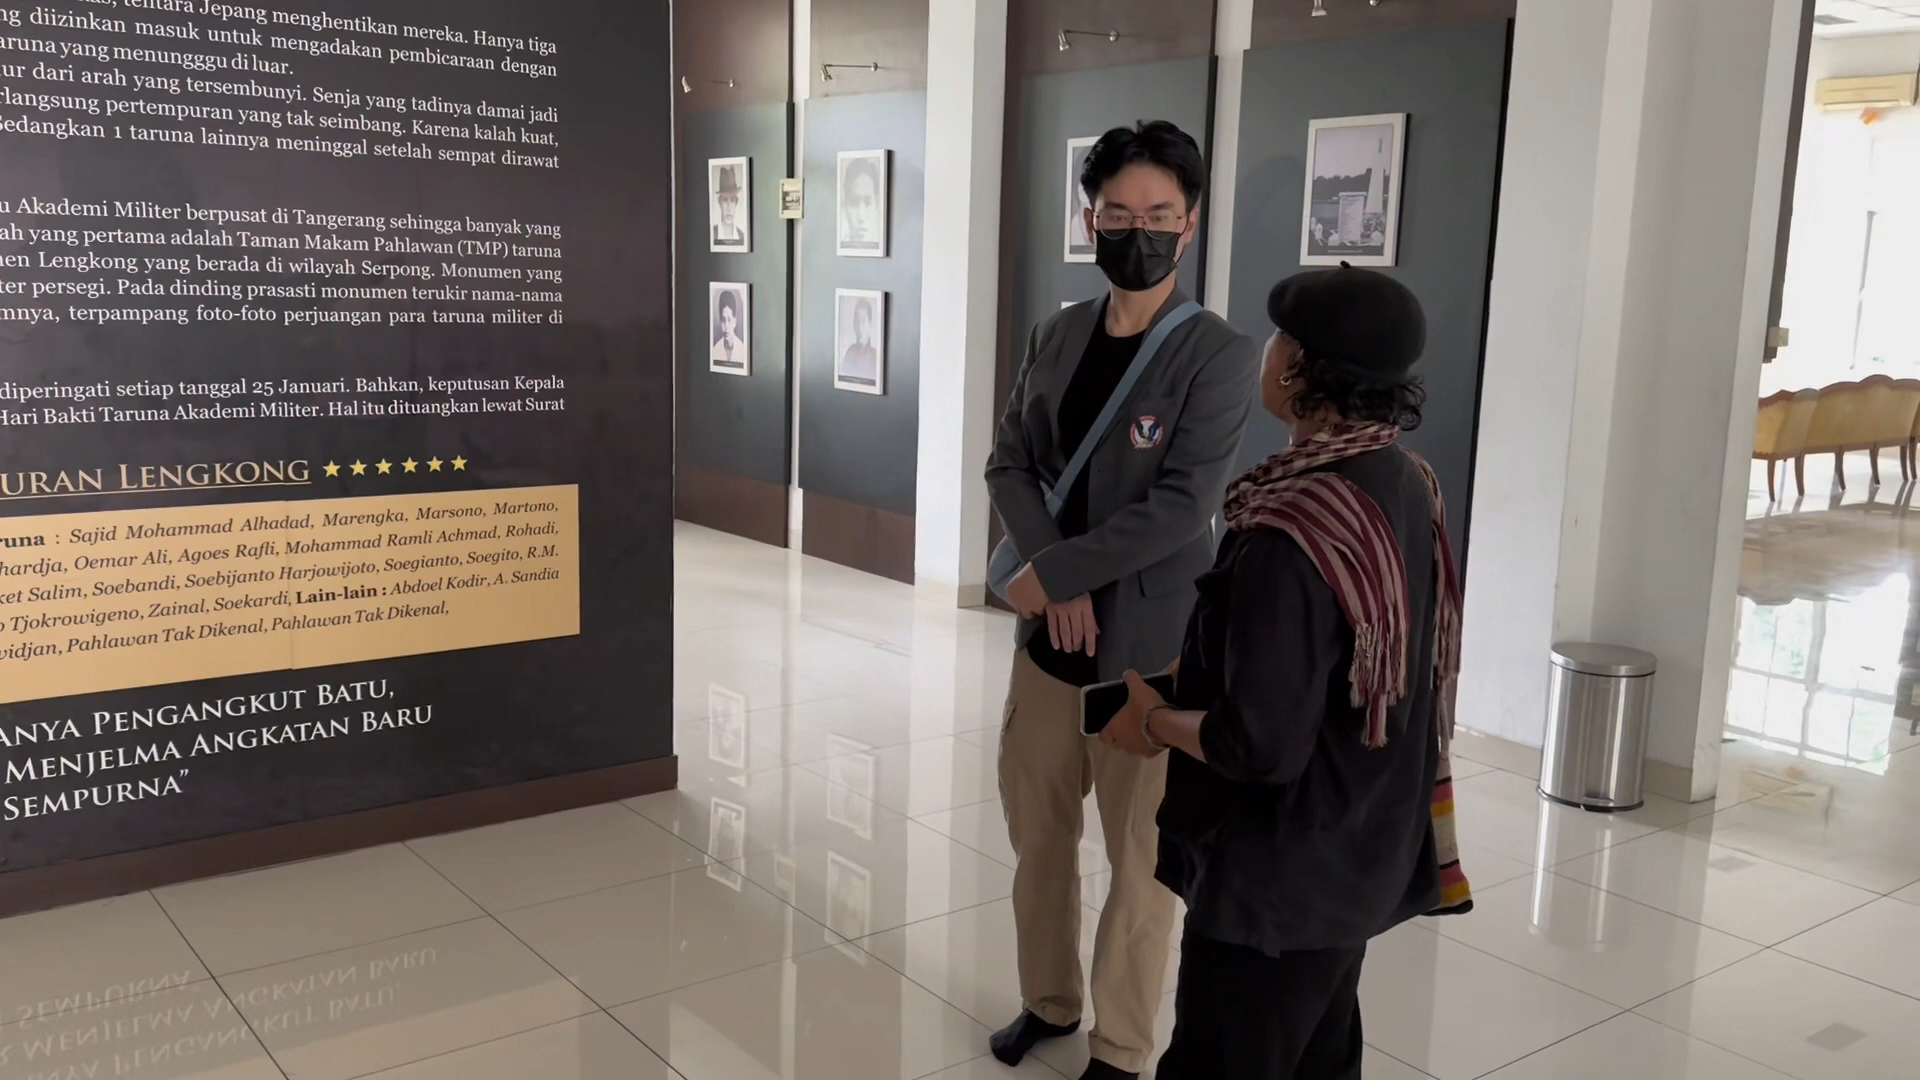 tentara Jepang menghentikan mereka. Hanya tiga
diizinkan masuk untuk mengadakan pembicaraan dengan
aruna yang menungggu di luar.
ur dari arah yang tersembunyi. Senja yang tadinya damai jadi
rlangsung pertempuran yang tak seimbang. Karena kalah kuat,
Sedangkan 1 taruna lainnya meninggal setelah sempat dirawat
u Akademi Militer berpusat di Tangerang sehingga banyak yang
ah yang pertama adalah Taman Makam Pahlawan (TMP) taruna
en Lengkong yang berada di wilayah Serpong. Monumen yang
ter persegi. Pada dinding prasasti monumen terukir nama-nama
mnya, terpampang foto-foto perjuangan para taruna militer di
diperingati setiap tanggal 25 Januari. Bahkan, keputusan Kepala
Hari Bakti Taruna Akademi Militer. Hal itu dituangkan lewat Surat
URAN LENGKONG ★★★★★★
runa : Sajid Mohammad Alhadad, Marengka, Marsono, Martono,
hardja, Oemar Ali, Agoes Rafli, Mohammad Ramli Achmad, Rohadi,
ket Salim, Soebandi, Soebijanto Harjowijoto, Soegianto, Soegito, R.M.
o Tjokrowigeno, Zainal, Soekardi, Lain-lain : Abdoel Kodir, A. Sandia
vidjan, Pahlawan Tak Dikenal, Pahlawan Tak Dikenal,
ANYA PENGANGKUT BATU,
MENJELMA ANGKATAN BARU
SEMPURNA”